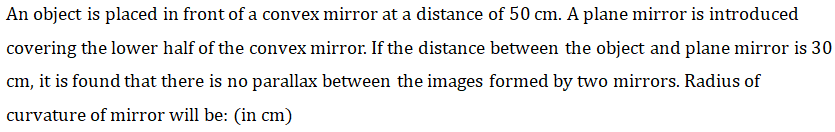 An object is placed in front of a convex mirror at a distance of 50 cm. A plane mirror is introduced
covering the lower half of the convex mirror. If the distance between the object and plane mirror is 30
cm, it is found that there is no parallax between the images formed by two mirrors. Radius of
curvature of mirror will be: (in cm)